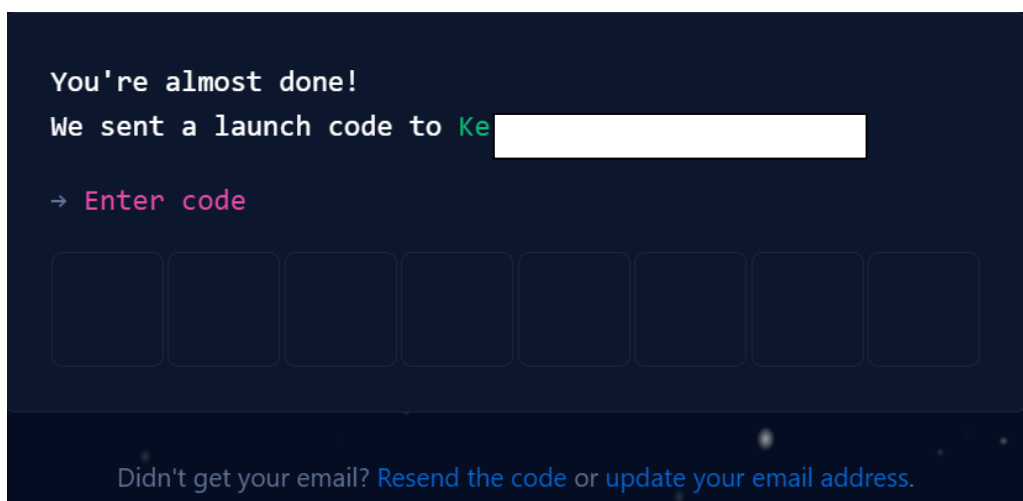 You're almost done!
We sent a launch code to Ke
→ Enter code
Didn't get your email? Resend the code or update your email address.